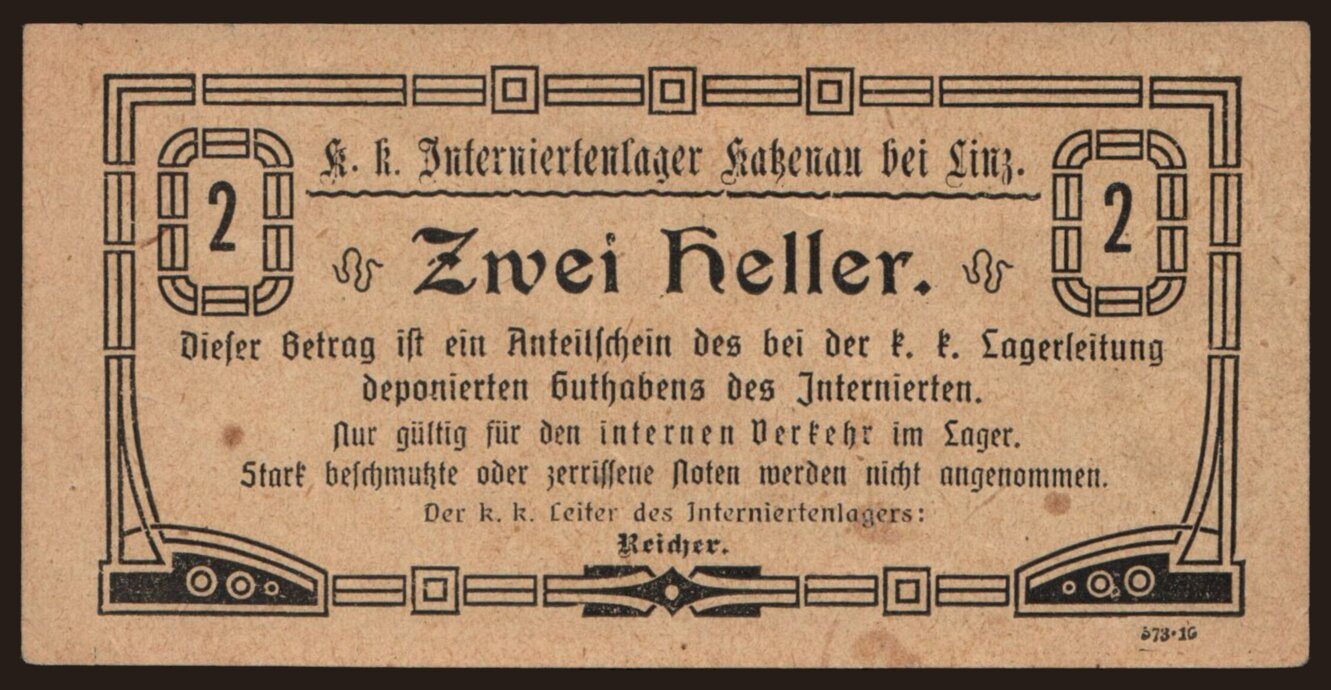 K. k. Interniertenlager Katzenau bei Linz.
2
2
Zwei Heller.
Dieser Betrag ist ein Anteilschein des bei der k. k. Lagerleitung
deponierten Guthabens des Internierten.
Nur gültig für den internen Verkehr im Lager.
Stark beschmutzte oder zerrissene Noten werden nicht angenommen.
Der k. k. Leiter des Interniertenlagers:
Reicher.
573·16